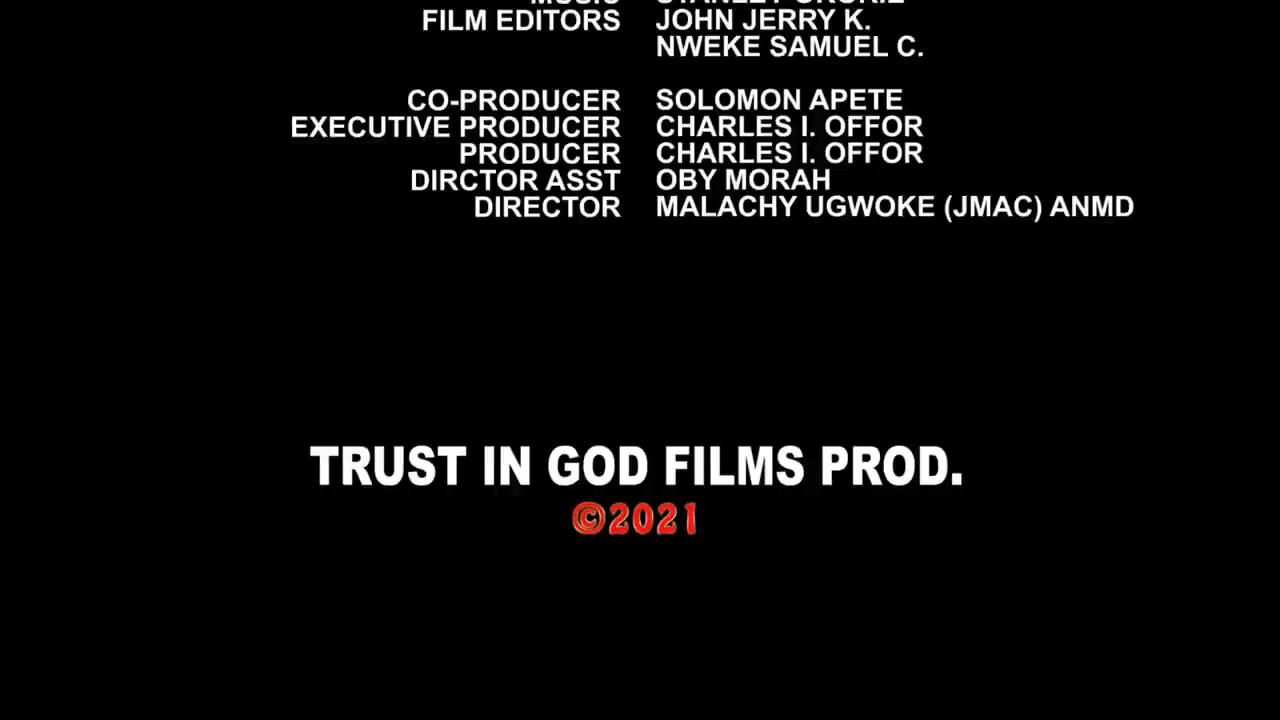 FILM EDITORS JOHN JERRY K.
NWEKE SAMUEL C.
CO-PRODUCER SOLOMON APETE
EXECUTIVE PRODUCER CHARLES I. OFFOR
PRODUCER CHARLES I. OFFOR
DIRCTOR ASST OBY MORAH
DIRECTOR MALACHY UGWOKE (JMAC) ANMD
TRUST IN GOD FILMS PROD.
©2021